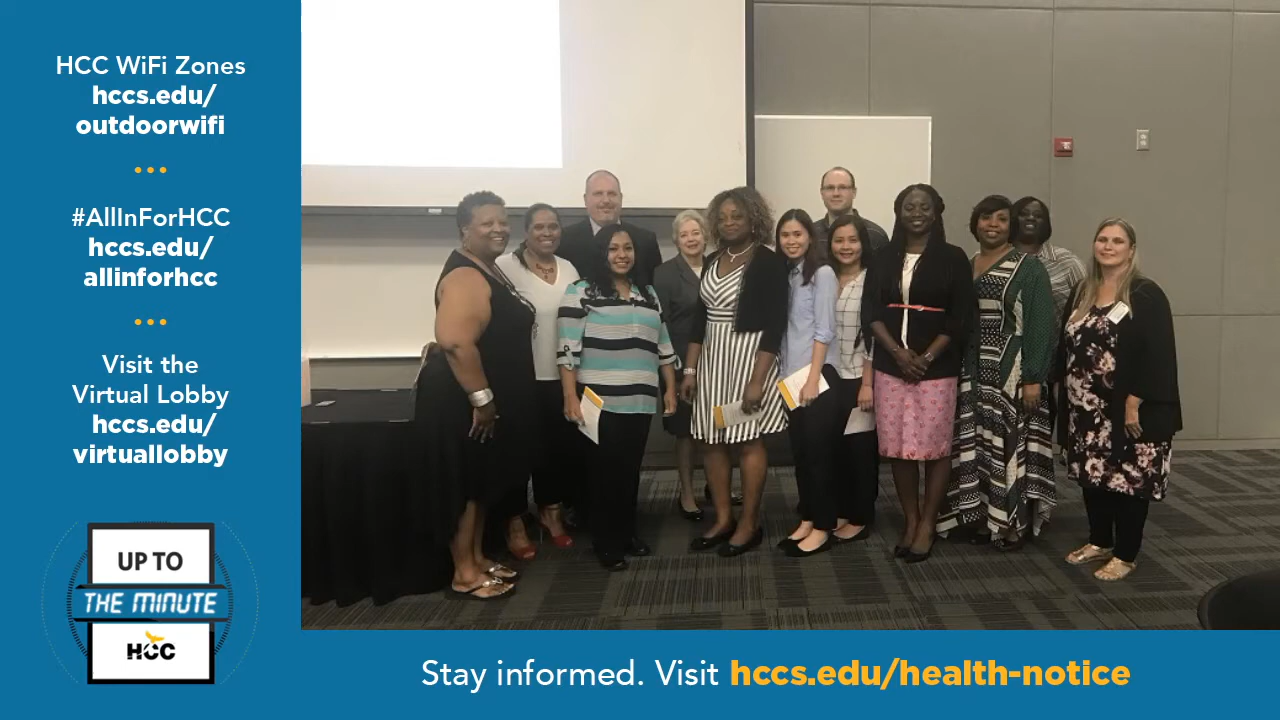 HCC WiFi Zones
hccs.edu/
outdoorwifi
#AllInForHCC
hccs.edu/
allinforhcc
Visit the
Virtual Lobby
hccs.edu/
virtuallobby
UP TO
THE MINUTE
HCC
Stay informed. Visit hccs.edu/health-notice